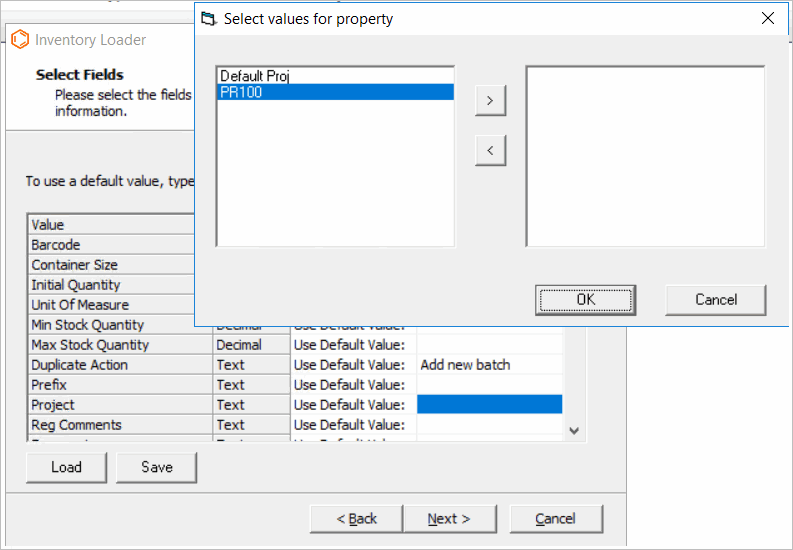 Select values for property
Default Proj
PR100
>
<
OK
Cancel
Inventory Loader
Select Fields
Please select the fields
information.
To use a default value, type
Value
Barcode
Container Size
Initial Quantity
Unit Of Measure
Min Stock Quantity Decimal Use Default Value:
Max Stock Quantity Decimal Use Default Value:
Duplicate Action Text Use Default Value: Add new batch
Prefix Text Use Default Value:
Project Text Use Default Value:
Reg Comments Text Use Default Value:
Load
Save
< Back
Next >
Cancel